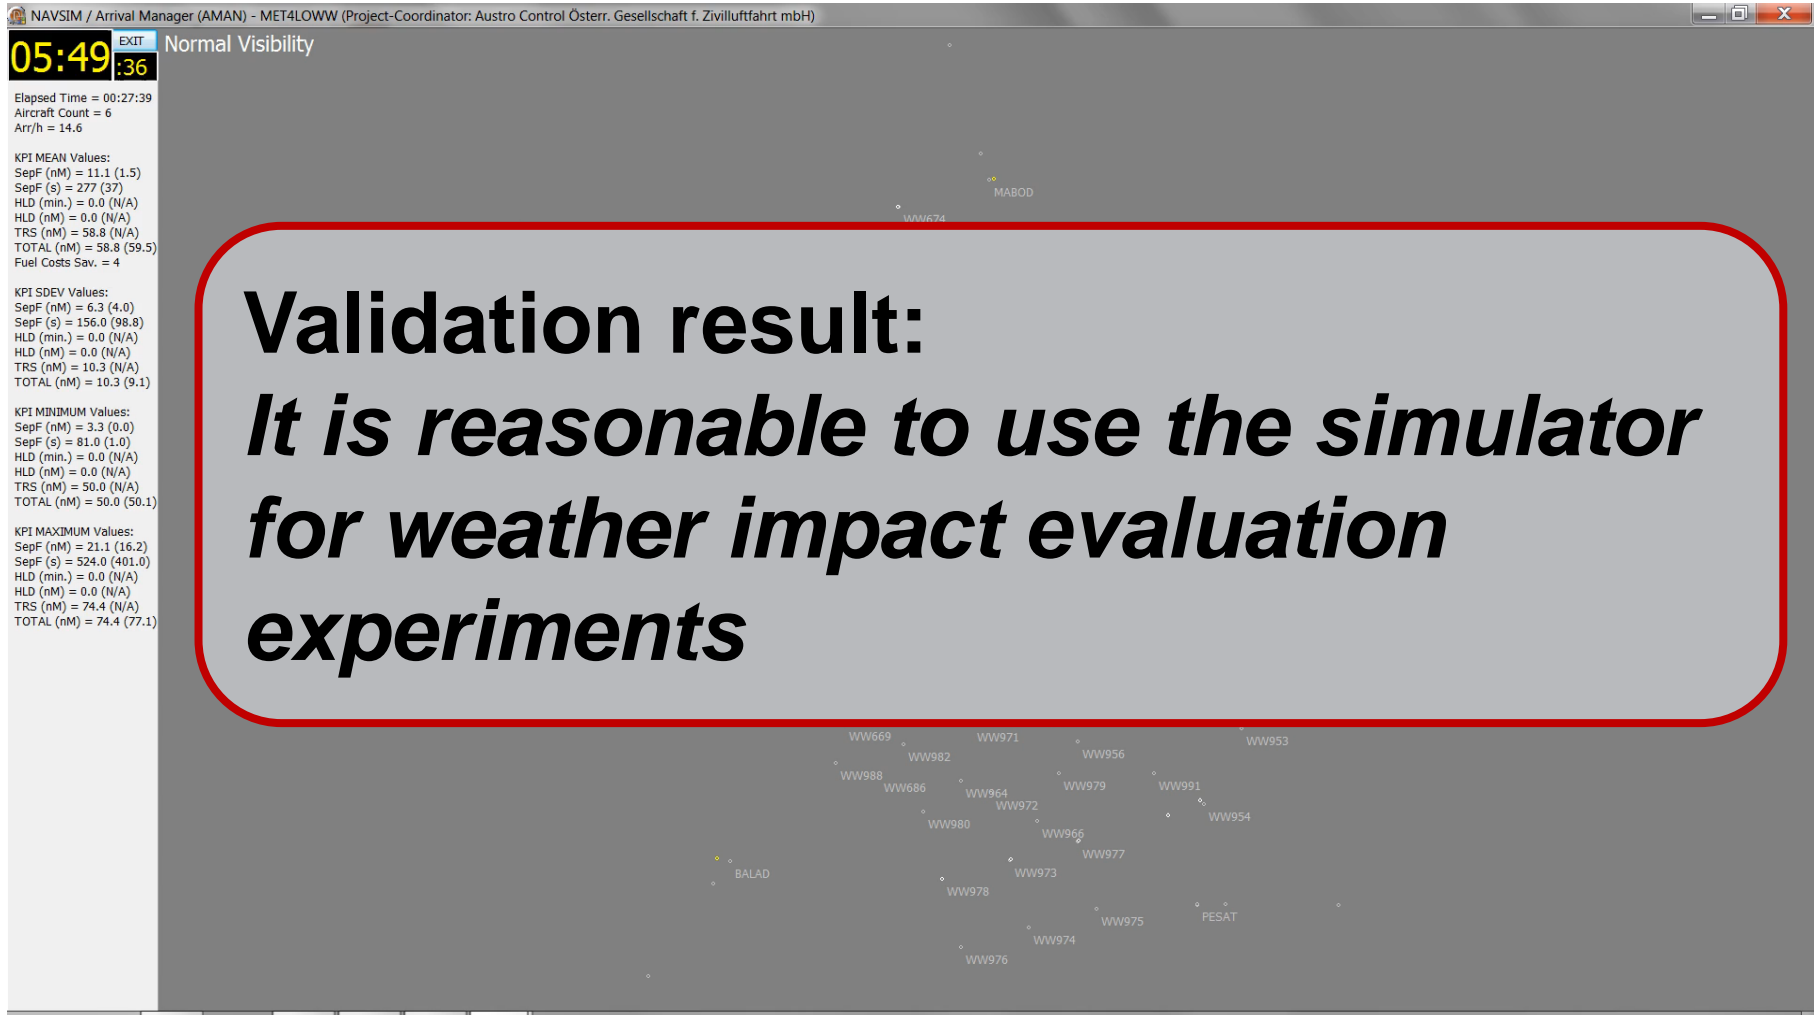 NAVSIM / Arrival Manager (AMAN) - MET4LOWW (Project-Coordinator: Austro Control Österr. Gesellschaft f. Zivilluftfahrt mbH)
05:49
EXIT
:36
Normal Visibility
Elapsed Time = 00:27:39
Aircraft Count = 6
Arr/h = 14.6
KPI MEAN Values:
SepF (nM) = 11.1 (1.5)
SepF (s) = 277 (37)
HLD (min.) = 0.0 (N/A)
HLD (nM) = 0.0 (N/A)
TRS (nM) = 58.8 (N/A)
TOTAL (nM) = 58.8 (59.5)
Fuel Costs Sav. = 4
KPI SDEV Values:
SepF (nM) = 6.3 (4.0)
SepF (s) = 156.0 (98.8)
HLD (min.) = 0.0 (N/A)
HLD (nM) = 0.0 (N/A)
TRS (nM) = 10.3 (N/A)
TOTAL (nM) = 10.3 (9.1)
KPI MINIMUM Values:
SepF (nM) = 3.3 (0.0)
SepF (s) = 81.0 (1.0)
HLD (min.) = 0.0 (N/A)
HLD (nM) = 0.0 (N/A)
TRS (nM) = 50.0 (N/A)
TOTAL (nM) = 50.0 (50.1)
KPI MAXIMUM Values:
SepF (nM) = 21.1 (16.2)
SepF (s) = 524.0 (401.0)
HLD (min.) = 0.0 (N/A)
HLD (nM) = 0.0 (N/A)
TRS (nM) = 74.4 (N/A)
TOTAL (nM) = 74.4 (77.1)
MABOD
WW674
Validation result:
It is reasonable to use the simulator
for weather impact evaluation
experiments
WW669
WW971
WW953
WW982
WW956
WW988
WW686
WW964
WW979
WW991
WW972
WW954
WW980
WW966
WW977
BALAD
WW973
WW978
WW975
PESAT
WW974
WW976